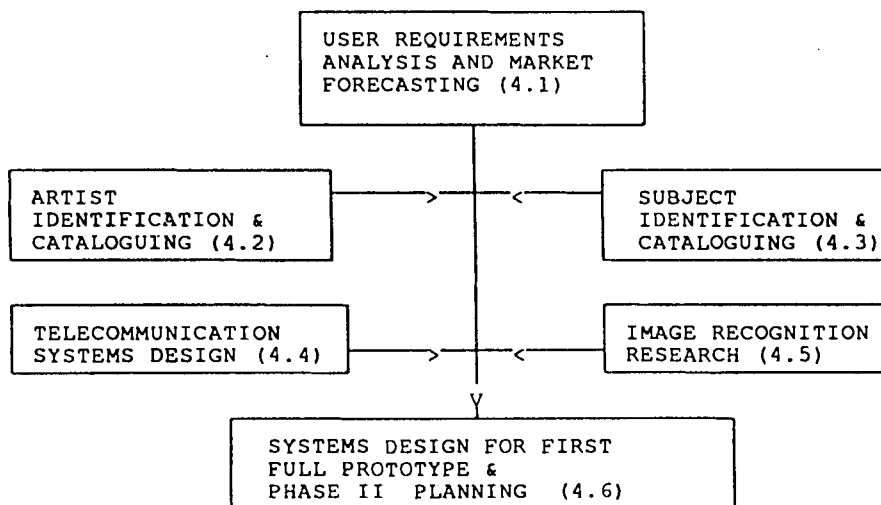 USER REQUIREMENTS
ANALYSIS AND MARKET
FORECASTING (4.1)
ARTIST
IDENTIFICATION &
CATALOGUING (4.2)
SUBJECT
IDENTIFICATION &
CATALOGUING (4.3)
TELECOMMUNICATION
SYSTEMS DESIGN (4.4)
IMAGE RECOGNITION
RESEARCH (4.5)
SYSTEMS DESIGN FOR FIRST
FULL PROTOTYPE &
PHASE II PLANNING (4.6)